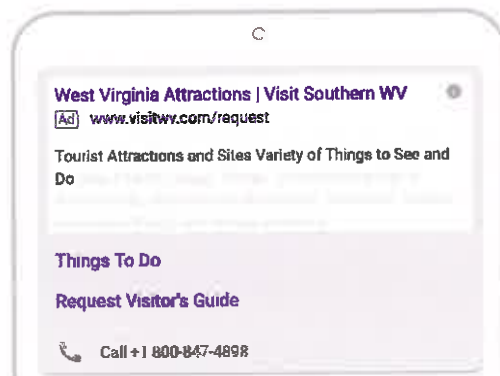 West Virginia Attractions | Visit Southern WV
Ad www.visitwv.com/request
Tourist Attractions and Sites Variety of Things to See and
Do
Things To Do
Request Visitor's Guide
Call +1 800-847-4898